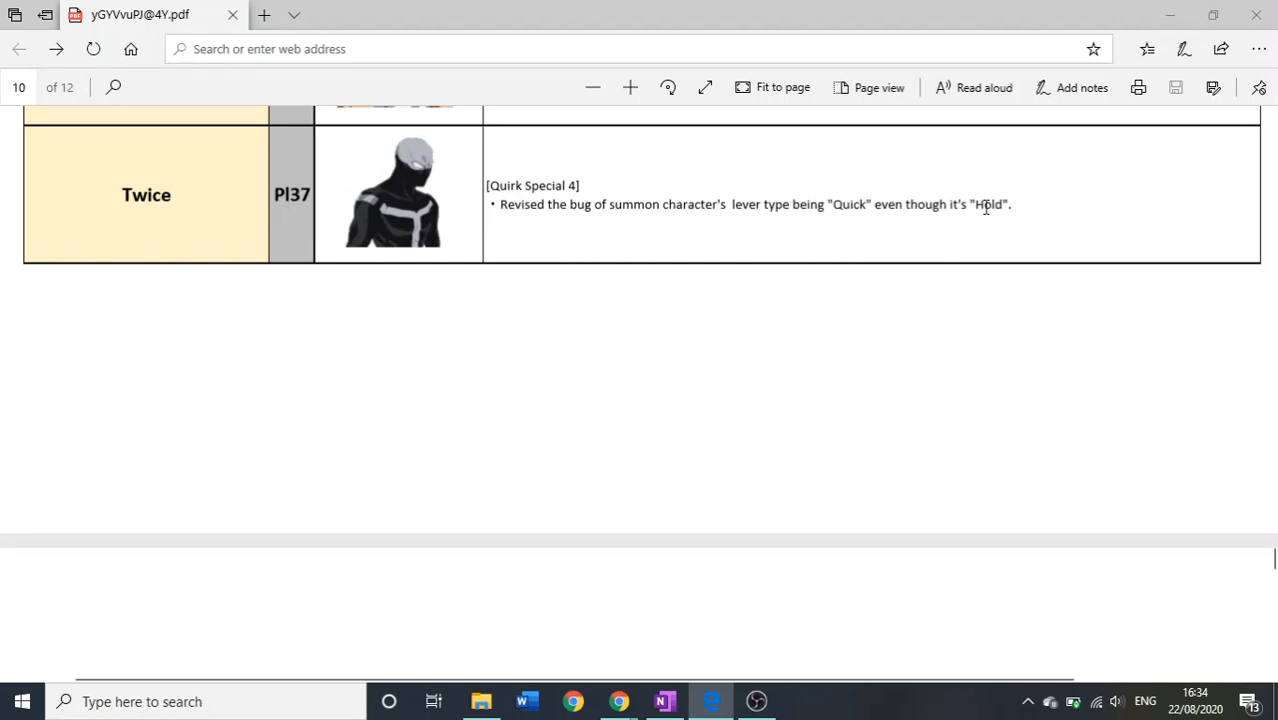 yGYVvuPJ@4Y.pdf
Search or enter web address
10 of 12
Fit to page
Page view
Read aloud
Add notes
Twice
Pl37
[Quirk Special 4]
・Revised the bug of summon character's lever type being "Quick" even though it's "Hold".
Type here to search
ENG
16:34
22/08/2020
13